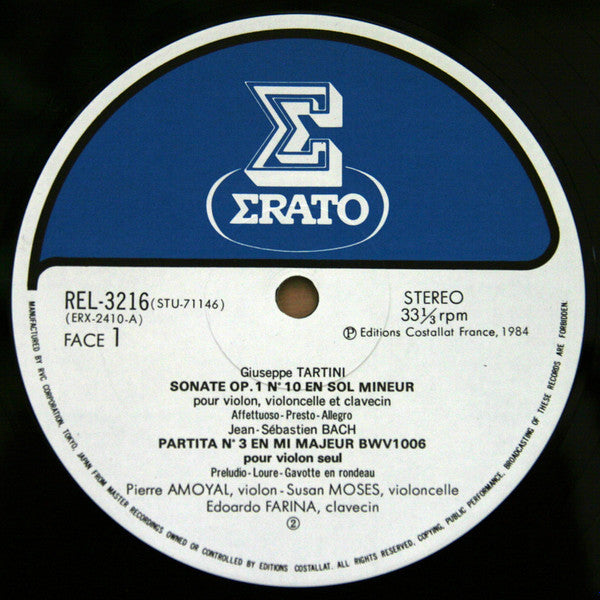 ΣRATO
REL-3216 (STU-71146)
(ERX-2410-A)
FACE 1
STEREO
33 1/3 rpm
Ⓟ Editions Costallat France, 1984
Giuseppe TARTINI
SONATE OP. 1 N° 10 EN SOL MINEUR
pour violon, violoncelle et clavecin
Affettuoso-Presto-Allegro
Jean-Sébastien BACH
PARTITA N° 3 EN MI MAJEUR BWV1006
pour violon seul
Preludio-Loure-Gavotte en rondeau
Pierre AMOYAL, violon-Susan MOSES, violoncelle
Edoardo FARINA, clavecin
②
MANUFACTURED BY RVC CORPORATION, TOKYO, JAPAN FROM MASTER RECORDINGS OWNED OR CONTROLLED BY EDITIONS COSTALLAT. ALL RIGHTS RESERVED, COPYING, PUBLIC PERFORMANCE, BROADCASTING OF THESE RECORDS ARE FORBIDDEN.